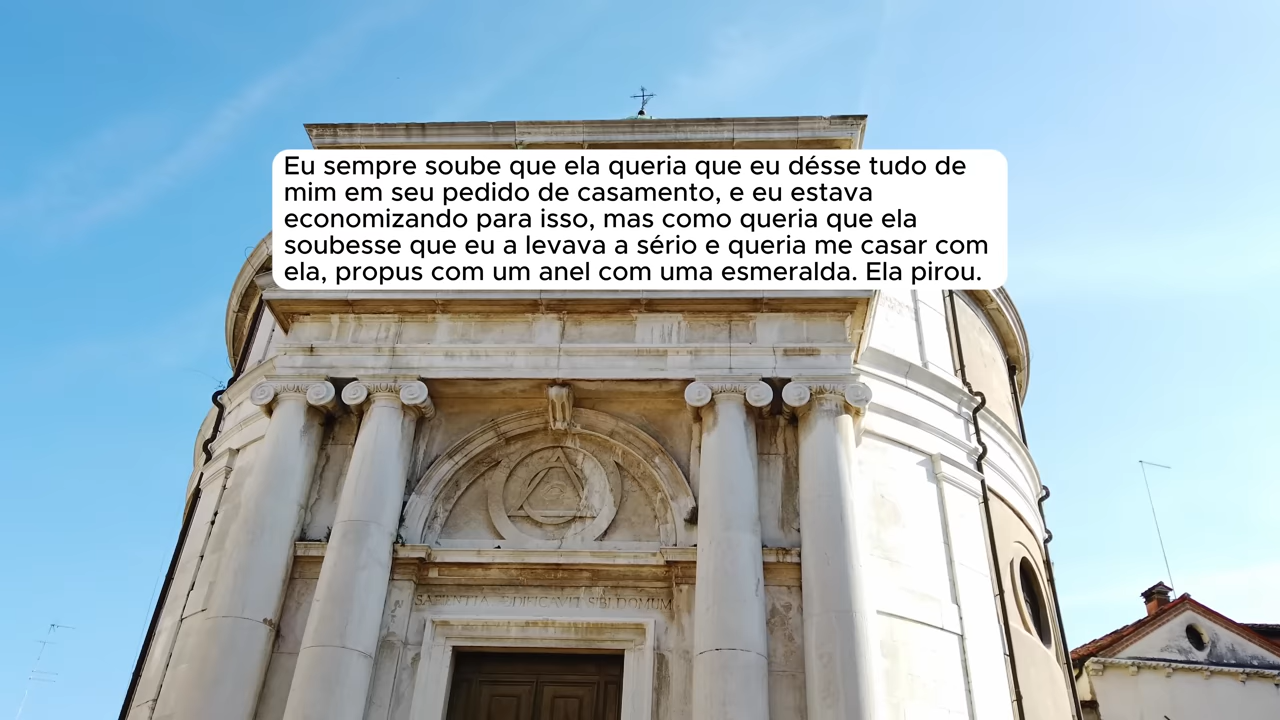 Eu sempre soube que ela queria que eu désse tudo de
mim em seu pedido de casamento, e eu estava
economizando para isso, mas como queria que ela
soubesse que eu a levava a sério e queria me casar com
ela, propus com um anel com uma esmeralda. Ela pirou.
SAPIENTIA ÆDIFICAVIT SIBI DOMUM